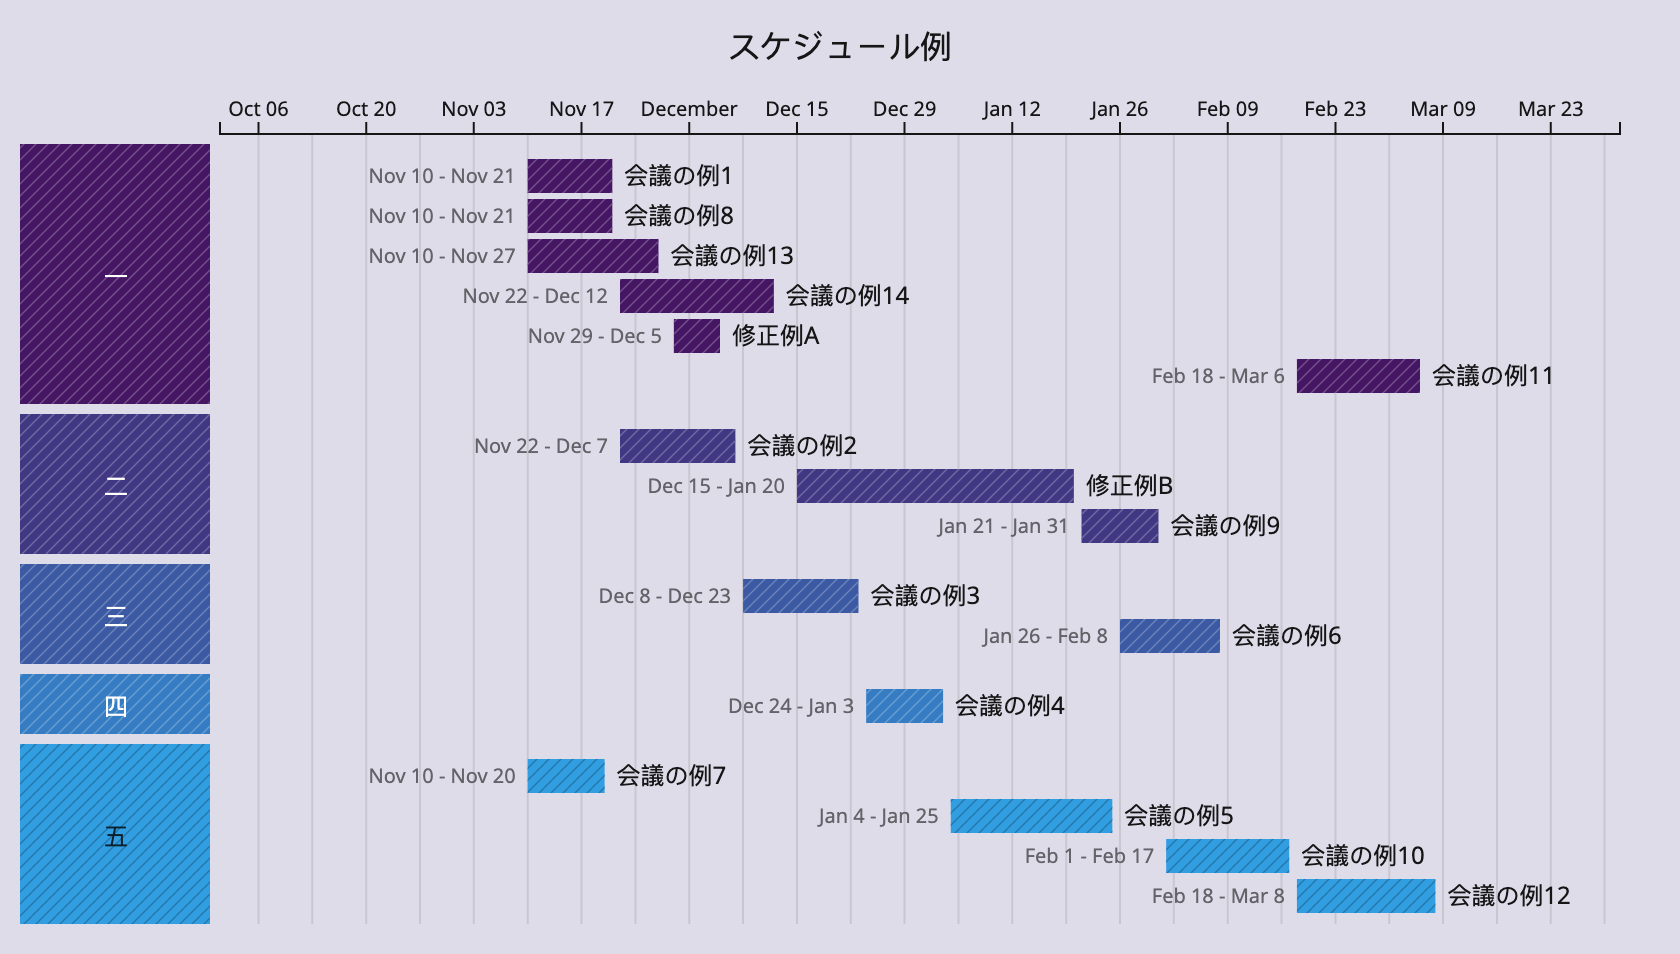 スケジュール例
Oct 06 Oct 20 Nov 03 Nov 17 December Dec 15 Dec 29 Jan 12 Jan 26 Feb 09 Feb 23 Mar 09 Mar 23
一
Nov 10 - Nov 21 会議の例1
Nov 10 - Nov 21 会議の例8
Nov 10 - Nov 27 会議の例13
Nov 22 - Dec 12 会議の例14
Nov 29 - Dec 5 修正例A
Feb 18 - Mar 6 会議の例11
二
Nov 22 - Dec 7 会議の例2
Dec 15 - Jan 20 修正例B
Jan 21 - Jan 31 会議の例9
三
Dec 8 - Dec 23 会議の例3
Jan 26 - Feb 8 会議の例6
四
Dec 24 - Jan 3 会議の例4
五
Nov 10 - Nov 20 会議の例7
Jan 4 - Jan 25 会議の例5
Feb 1 - Feb 17 会議の例10
Feb 18 - Mar 8 会議の例12